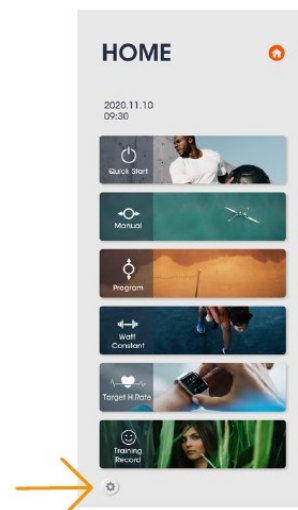 HOME
2020.11.10
09:30
Quick Start
Manual
Program
Watt
Constant
Target H.Rate
Training
Record